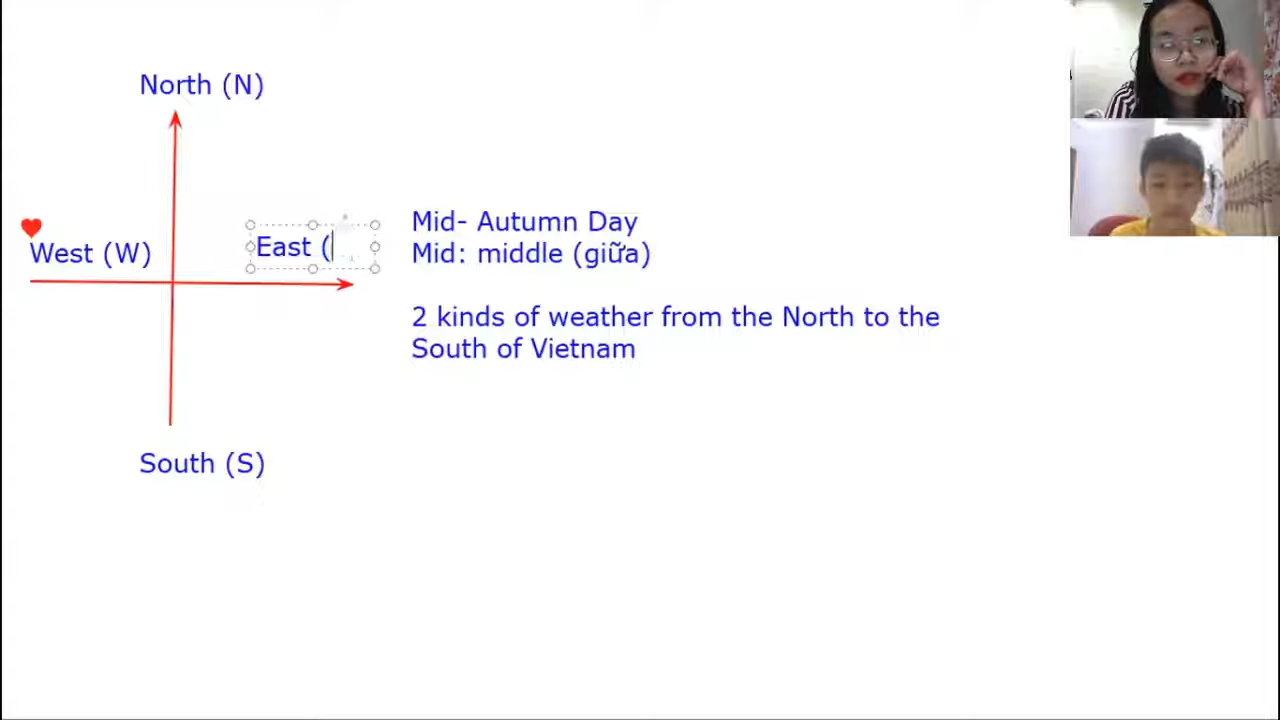 North (N)
West (W)
East (
South (S)
Mid- Autumn Day
Mid: middle (giữa)
2 kinds of weather from the North to the
South of Vietnam